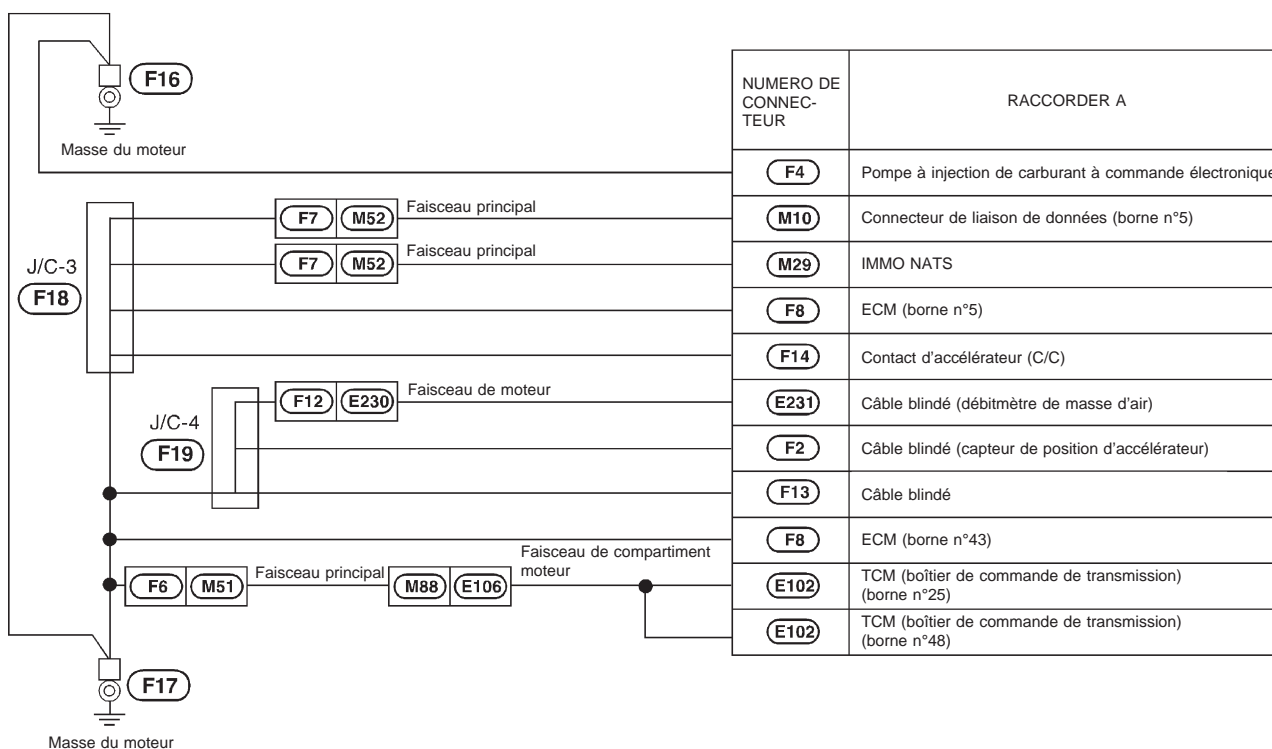 F16
Masse du moteur
NUMERO DE
CONNEC-
TEUR
RACCORDER A
F4
Pompe à injection de carburant à commande électronique
F7 M52 Faisceau principal
M10
Connecteur de liaison de données (borne n°5)
F7 M52 Faisceau principal
M29
IMMO NATS
J/C-3
F18
F8
ECM (borne n°5)
F14
Contact d'accélérateur (C/C)
F12 E230 Faisceau de moteur
E231
Câble blindé (débitmètre de masse d'air)
J/C-4
F19
F2
Câble blindé (capteur de position d'accélérateur)
F13
Câble blindé
F8
ECM (borne n°43)
F6 M51 Faisceau principal M88 E106
Faisceau de compartiment
moteur
E102
TCM (boîtier de commande de transmission)
(borne n°25)
E102
TCM (boîtier de commande de transmission)
(borne n°48)
F17
Masse du moteur